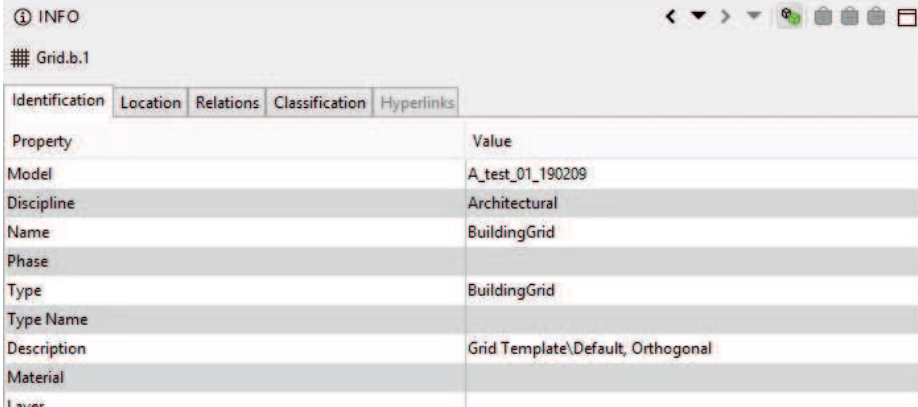 INFO
Grid.b.1
Identification Location Relations Classification Hyperlinks
Property Value
Model A_test_01_190209
Discipline Architectural
Name BuildingGrid
Phase
Type BuildingGrid
Type Name
Description Grid Template\Default, Orthogonal
Material
Layer